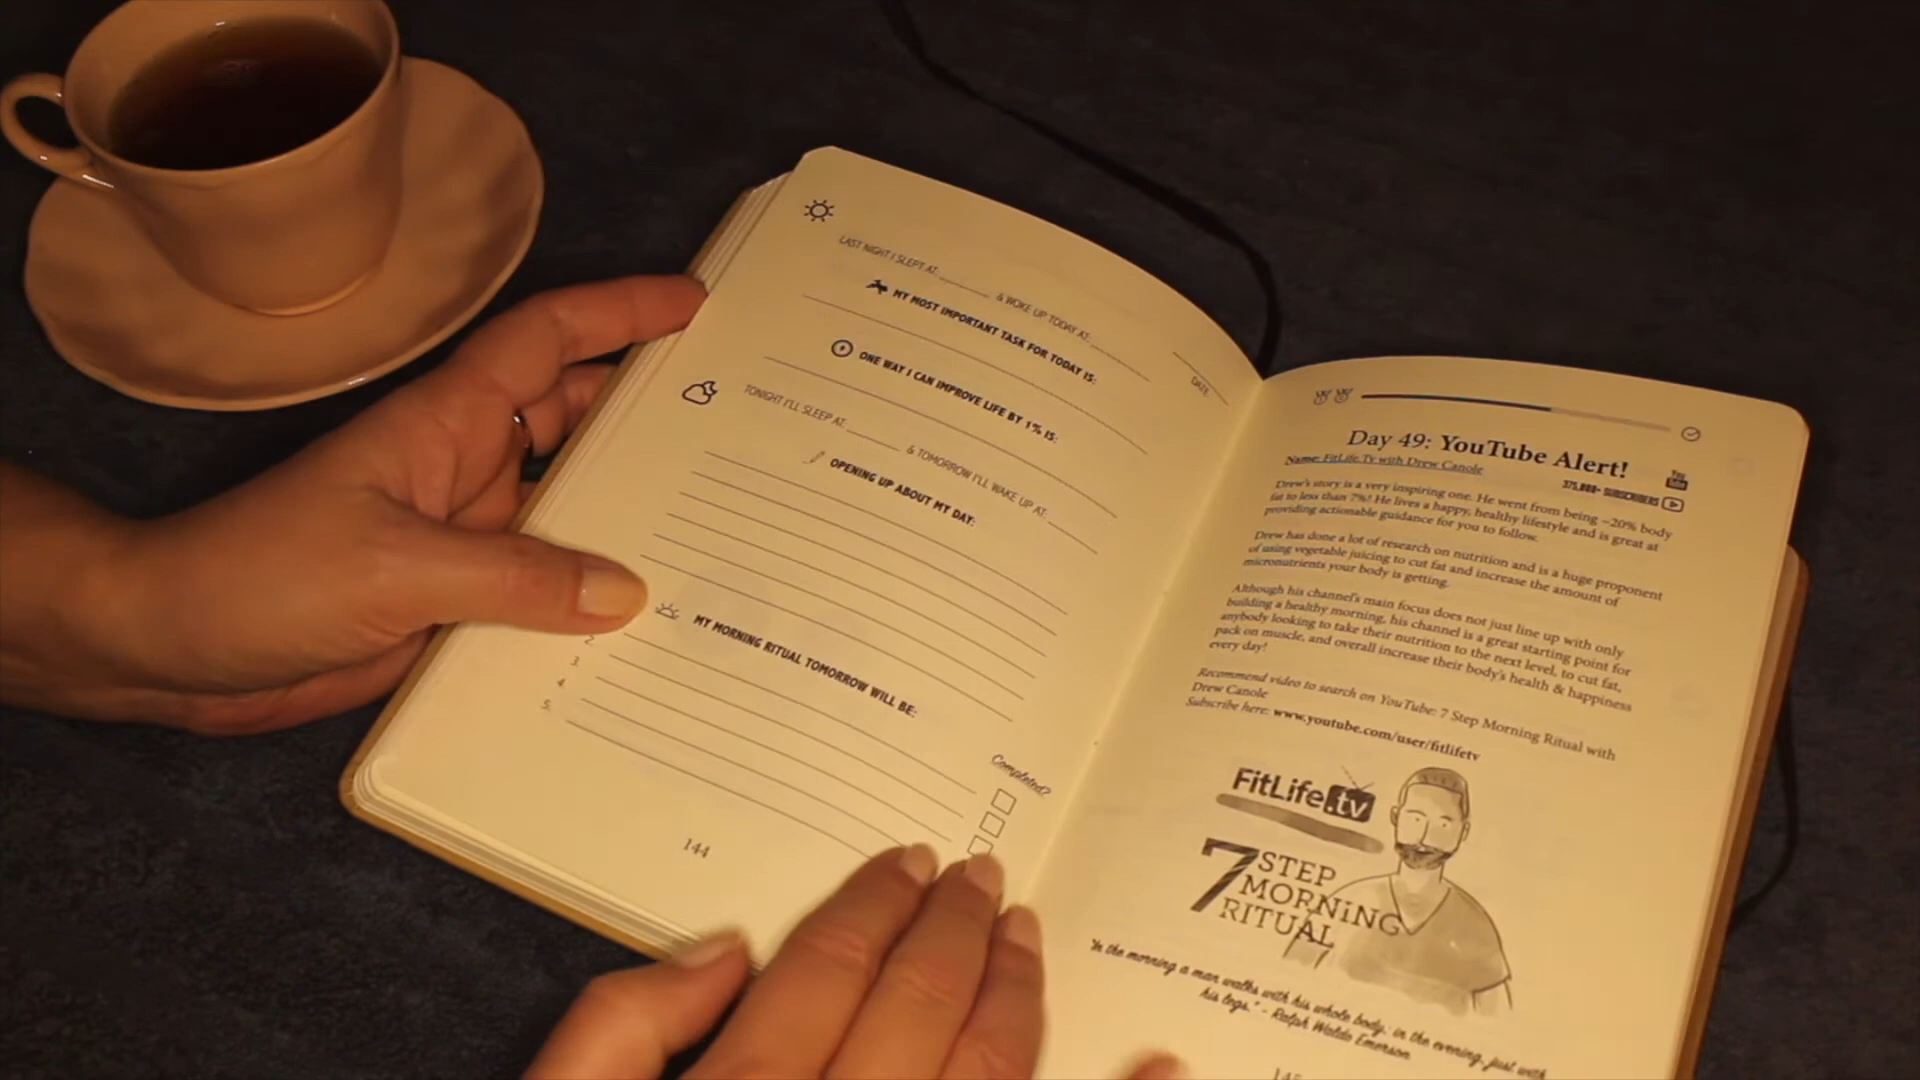 LAST NIGHT I SLEPT AT: & WOKE UP TODAY AT:
DATE
MY MOST IMPORTANT TASK FOR TODAY IS:
ONE WAY I CAN IMPROVE LIFE BY 1% IS:
TONIGHT I'LL SLEEP AT: & TOMORROW I'LL WAKE UP AT:
OPENING UP ABOUT MY DAY:
MY MORNING RITUAL TOMORROW WILL BE:
2.
3.
4.
5.
Completed?
144
Day 49: YouTube Alert!
Name: FitLife.Tv with Drew Canole
You
Tube
375,000+ SUBSCRIBERS
Drew's story is a very inspiring one. He went from being ~20% body
fat to less than 7%! He lives a happy, healthy lifestyle and is great at
providing actionable guidance for you to follow.
Drew has done a lot of research on nutrition and is a huge proponent
of using vegetable juicing to cut fat and increase the amount of
micronutrients your body is getting.
Although his channel's main focus does not just line up with only
building a healthy morning, his channel is a great starting point for
anybody looking to take their nutrition to the next level, to cut fat,
pack on muscle, and overall increase their body's health & happiness
every day!
Recommend video to search on YouTube: 7 Step Morning Ritual with
Drew Canole
Subscribe here: www.youtube.com/user/fitlifetv
FitLife.tv
7 STEP
MORNING
RITUAL
"In the morning a man walks with his whole body; in the evening, just with
his legs." - Ralph Waldo Emerson